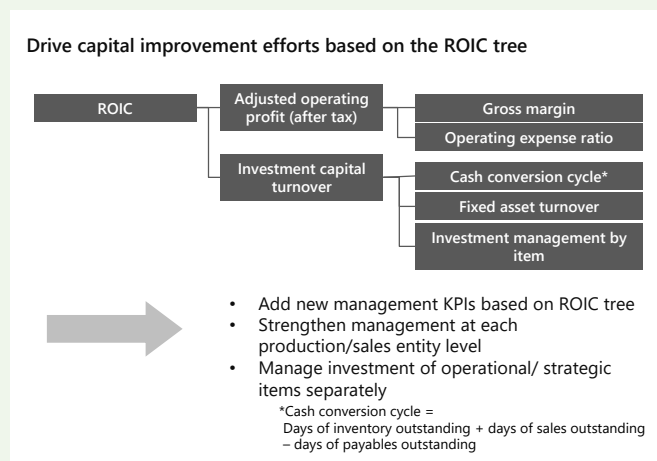 Drive capital improvement efforts based on the ROIC tree
ROIC
Adjusted operating
profit (after tax)
Gross margin
Operating expense ratio
Investment capital
turnover
Cash conversion cycle*
Fixed asset turnover
Investment management by
item
• Add new management KPIs based on ROIC tree
• Strengthen management at each
production/sales entity level
• Manage investment of operational/ strategic
items separately
*Cash conversion cycle =
Days of inventory outstanding + days of sales outstanding
– days of payables outstanding